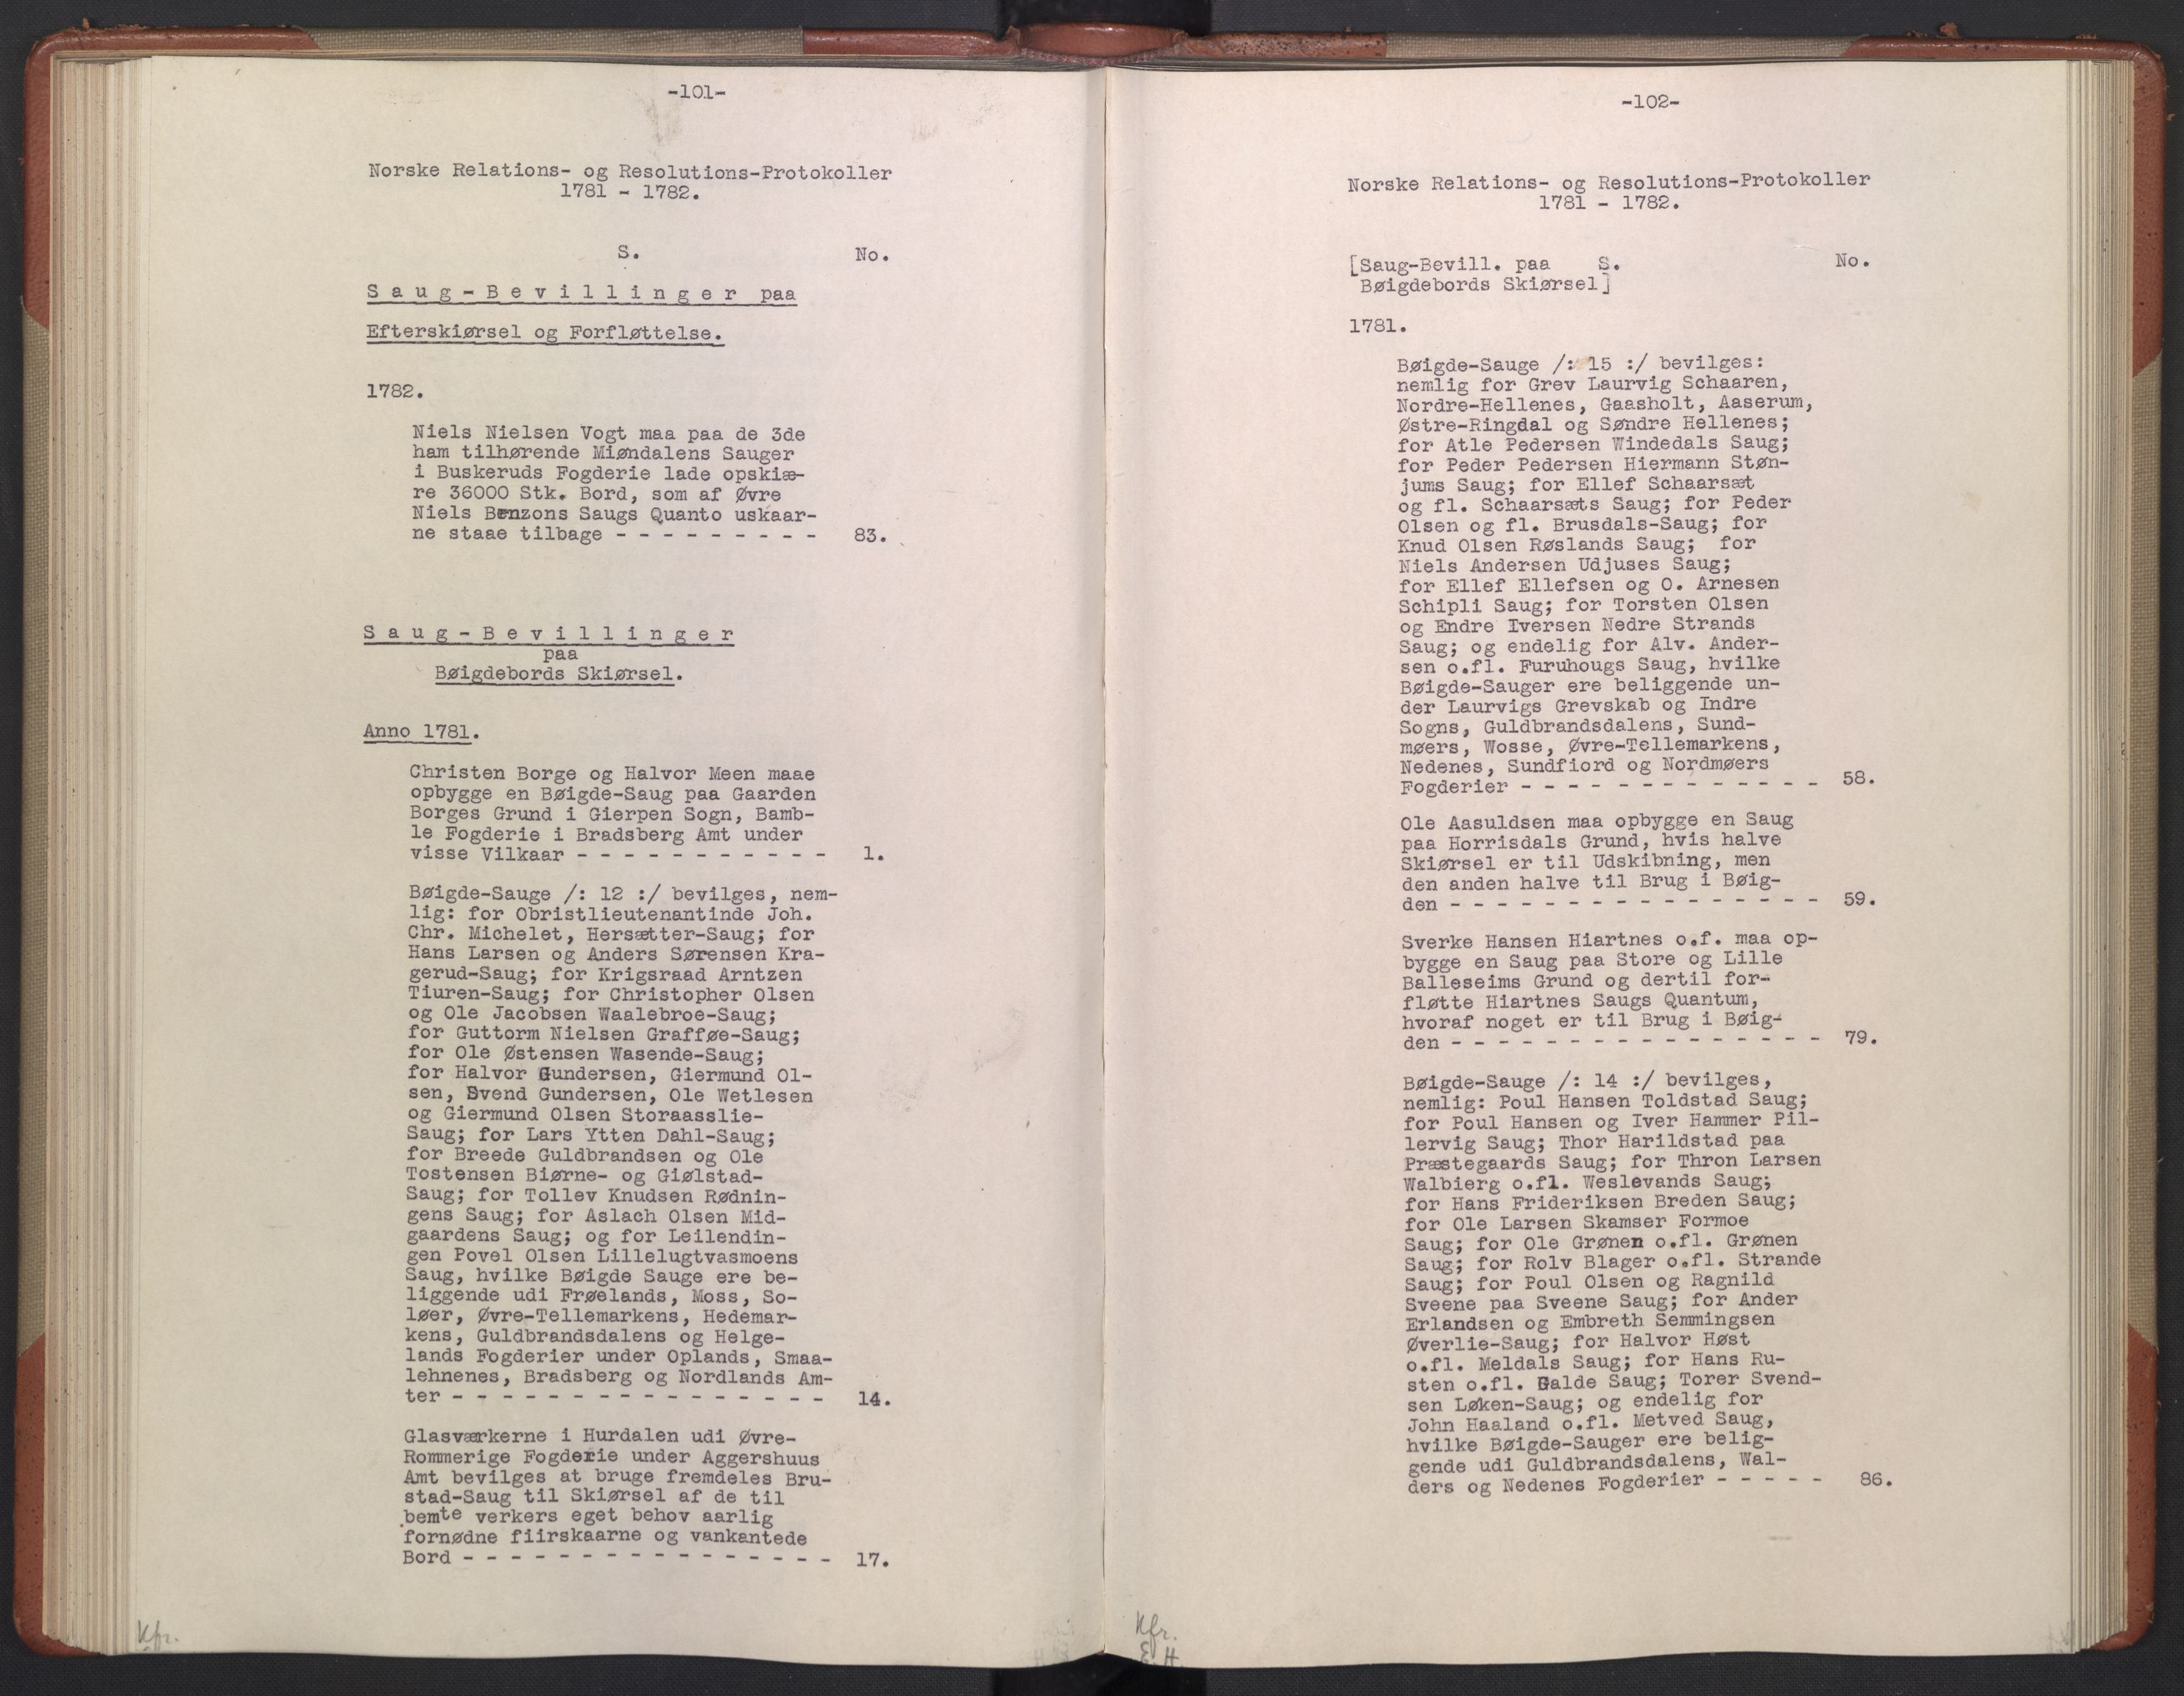 -101-
Norske Relations- og Resolutions-Protokoller
1781 - 1782.
S. No.
Saug-Bevillinger paa
Efterskiørsel og Forfløttelse.
1782.
Niels Nielsen Vogt maa paa de 3de
ham tilhørende Miøndalens Sauger
i Buskeruds Fogderie lade opskiæ-
re 36000 Stk. Bord, som af Øvre
Niels Benzons Saugs Quanto uskaar-
ne staae tilbage - - - - - - - - - 83.
Saug-Bevillinger
paa
Bøigdebords Skiørsel.
Anno 1781.
Christen Borge og Halvor Meen maae
opbygge en Bøigde-Saug paa Gaarden
Borges Grund i Gierpen Sogn, Bamb-
le Fogderie i Bradsberg Amt under
visse Vilkaar - - - - - - - - - - - 1.
Bøigde-Sauge /: 12 :/ bevilges, nem-
lig: for Obristlieutenantinde Joh.
Chr. Michelet, Hersætter-Saug; for
Hans Larsen og Anders Sørensen Kra-
gerud-Saug; for Krigsraad Arntzen
Tiuren-Saug; for Christopher Olsen
og Ole Jacobsen Waalebroe-Saug;
for Guttorm Nielsen Grafføe-Saug;
for Ole Østensen Wasende-Saug;
for Halvor Gundersen, Giermund Ol-
sen, Svend Gundersen, Ole Wetlesen
og Giermund Olsen Storaasslie-
Saug; for Lars Ytten Dahl-Saug;
for Breede Guldbrandsen og Ole
Tostensen Biørne- og Giølstad-
Saug; for Tollev Knudsen Rødnin-
gens Saug; for Aslach Olsen Mid-
gaardens Saug; og for Leilendin-
gen Povel Olsen Lillelugtvasmoens
Saug, hvilke Bøigde Sauge ere be-
liggende udi Frøelands, Moss, So-
løer, Øvre-Tellemarkens, Hedemar-
kens, Guldbrandsdalens og Helge-
lands Fogderier under Oplands, Smaa-
lehnenes, Bradsberg og Nordlands Am-
ter - - - - - - - - - - - - - - - - 14.
Glasværkerne i Hurdalen udi Øvre-
Rommerige Fogderie under Aggershuus
Amt bevilges at bruge fremdeles Bru-
stad-Saug til Skiørsel af de til
bemte verkers eget behov aarlig
fornødne fiirskaarne og vankantede
Bord - - - - - - - - - - - - - - - - 17.
Kfr.
-102-
Norske Relations- og Resolutions-Protokoller
1781 - 1782.
[Saug-Bevill. paa S. No.
Bøigdebords Skiørsel]
1781.
Bøigde-Sauge /: 15 :/ bevilges:
nemlig for Grev Laurvig Schaaren,
Nordre-Hellenes, Gaasholt, Aaserum,
Østre-Ringdal og Søndre Hellenes;
for Atle Pedersen Windedals Saug;
for Peder Pedersen Hiermann Støn-
jums Saug; for Ellef Schaarsæt
og fl. Schaarsæts Saug; for Peder
Olsen og fl. Brusdals-Saug; for
Knud Olsen Røslands Saug; for
Niels Andersen Udjuses Saug;
for Ellef Ellefsen og O. Arnesen
Schipli Saug; for Torsten Olsen
og Endre Iversen Nedre Strands
Saug; og endelig for Alv. Ander-
sen o.fl. Furuhougs Saug, hvilke
Bøigde-Sauger ere beliggende un-
der Laurvigs Grevskab og Indre
Sogns, Guldbrandsdalens, Sund-
møers, Wosse, Øvre-Tellemarkens,
Nedenes, Sundfiord og Nordmøers
Fogderier - - - - - - - - - - - - - 58.
Ole Aasuldsen maa opbygge en Saug
paa Horrisdals Grund, hvis halve
Skiørsel er til Udskibning, men
den anden halve til Brug i Bøig-
den - - - - - - - - - - - - - - - - 59.
Sverke Hansen Hiartnes o.f. maa op-
bygge en Saug paa Store og Lille
Balleseims Grund og dertil for-
fløtte Hiartnes Saugs Quantum,
hvoraf noget er til Brug i Bøig-
den - - - - - - - - - - - - - - - - 79.
Bøigde-Sauge /: 14 :/ bevilges,
nemlig: Poul Hansen Toldstad Saug;
for Poul Hansen og Iver Hammer Pil-
lervig Saug; Thor Harildstad paa
Præstegaards Saug; for Thron Larsen
Walbierg o.fl. Weslevands Saug;
for Hans Frideriksen Breden Saug;
for Ole Larsen Skamser Formoe
Saug; for Ole Grønen o.fl. Grønen
Saug; for Rolv Blager o.fl. Strande
Saug; for Poul Olsen og Ragnild
Sveene paa Sveene Saug; for Ander
Erlandsen og Embreth Semmingsen
Øverlie-Saug; for Halvor Høst
o.fl. Meldals Saug; for Hans Ru-
sten o.fl. Galde Saug; Torer Svend-
sen Løken-Saug; og endelig for
John Haaland o.fl. Metved Saug,
hvilke Bøigde-Sauger ere belig-
gende udi Guldbrandsdalens, Wal-
ders og Nedenes Fogderier - - - - - 86.
Kfr.
E.H.